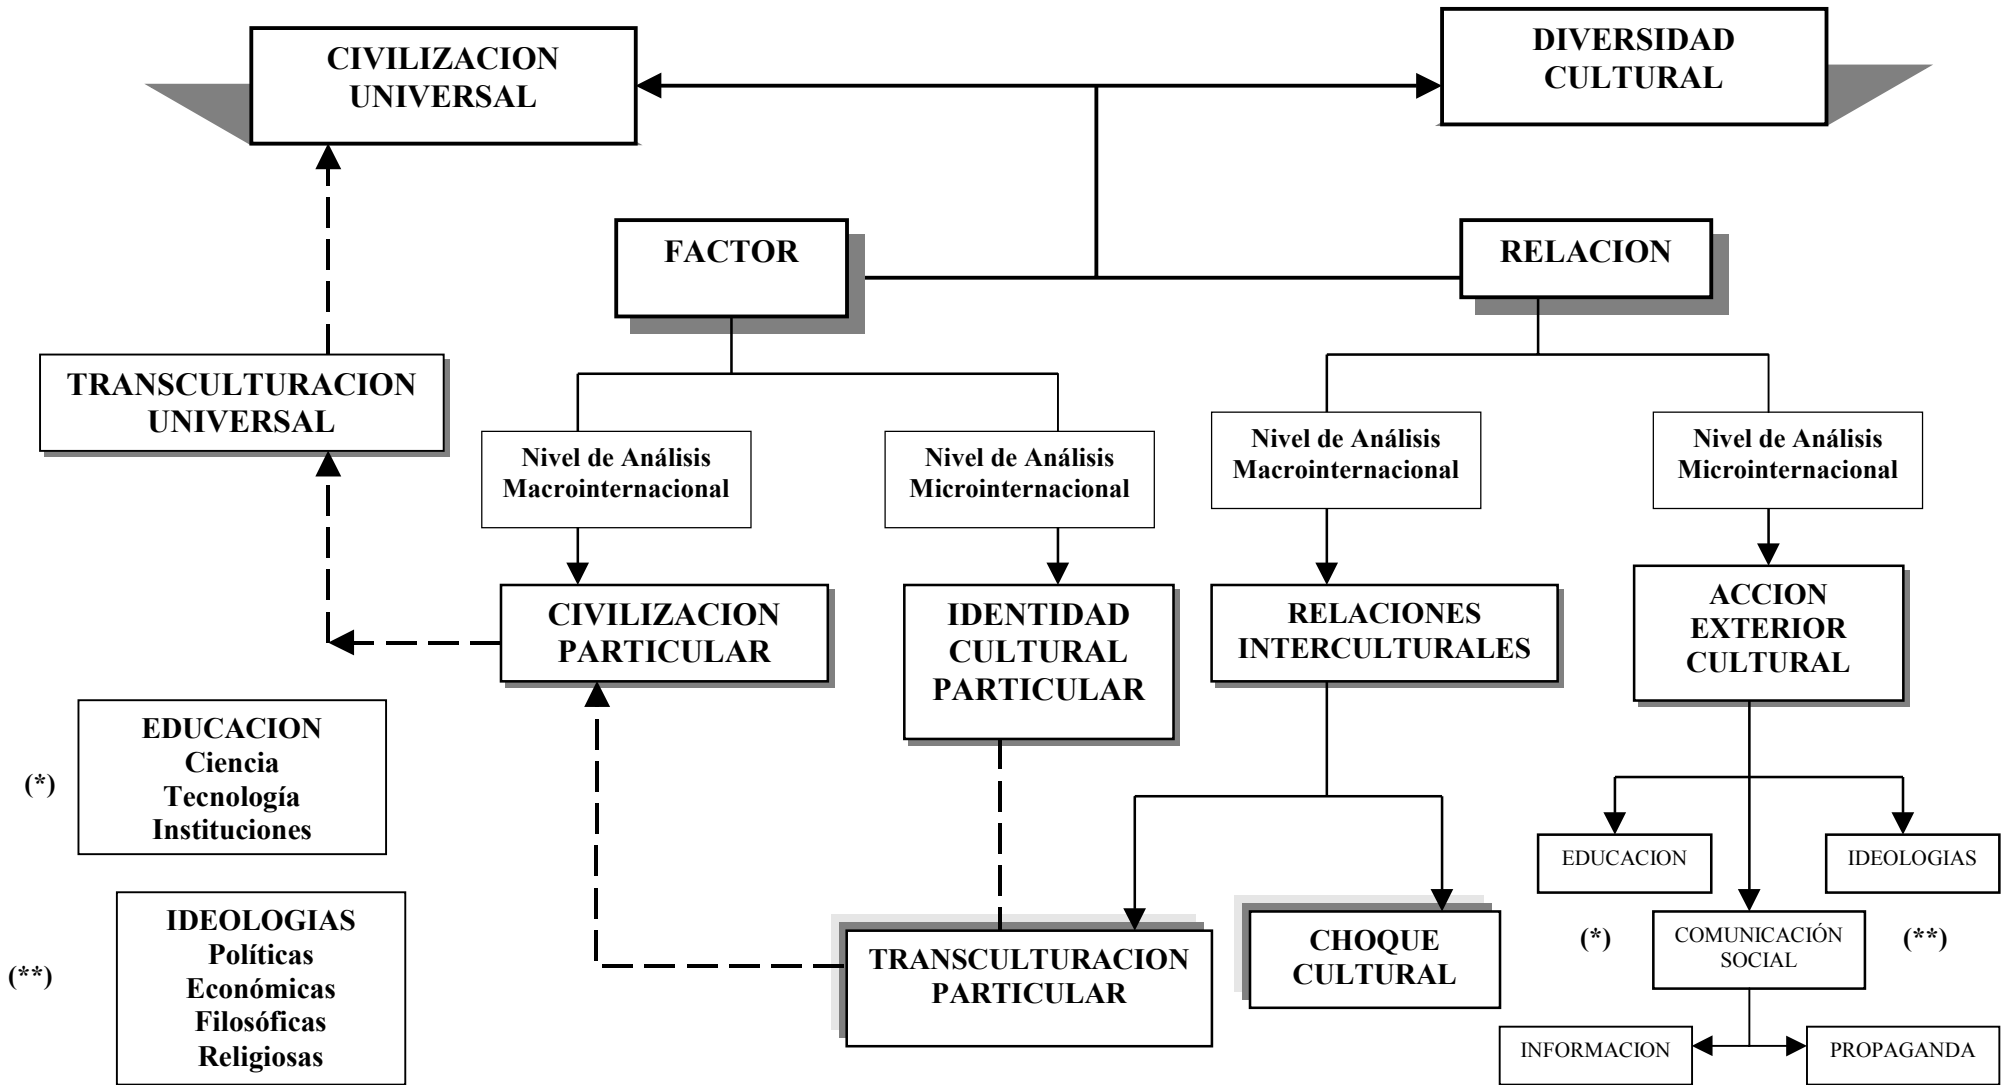 CIVILIZACION
UNIVERSAL
DIVERSIDAD
CULTURAL
FACTOR
RELACION
TRANSCULTURACION
UNIVERSAL
Nivel de Análisis
Macrointernacional
Nivel de Análisis
Microinternacional
Nivel de Análisis
Macrointernacional
Nivel de Análisis
Microinternacional
CIVILIZACION
PARTICULAR
IDENTIDAD
CULTURAL
PARTICULAR
RELACIONES
INTERCULTURALES
ACCION
EXTERIOR
CULTURAL
(*)
EDUCACION
Ciencia
Tecnología
Instituciones
(**)
IDEOLOGIAS
Políticas
Económicas
Filosóficas
Religiosas
TRANSCULTURACION
PARTICULAR
CHOQUE
CULTURAL
EDUCACION
(*)
IDEOLOGIAS
(**)
COMUNICACIÓN
SOCIAL
INFORMACION
PROPAGANDA